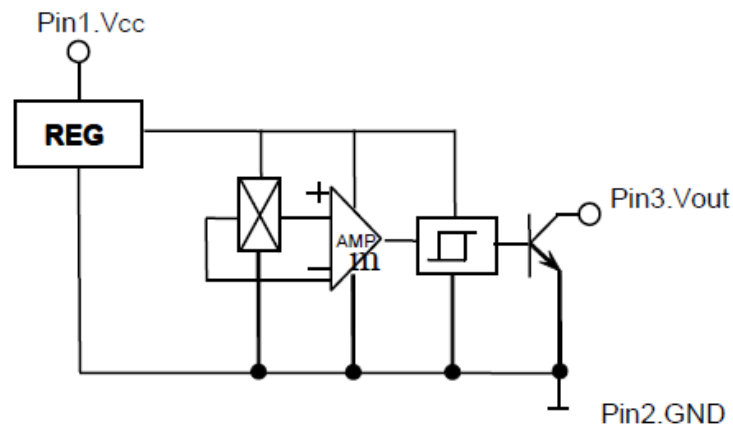 Pin1.Vcc
REG
+
AMP
m
−
Pin3.Vout
Pin2.GND